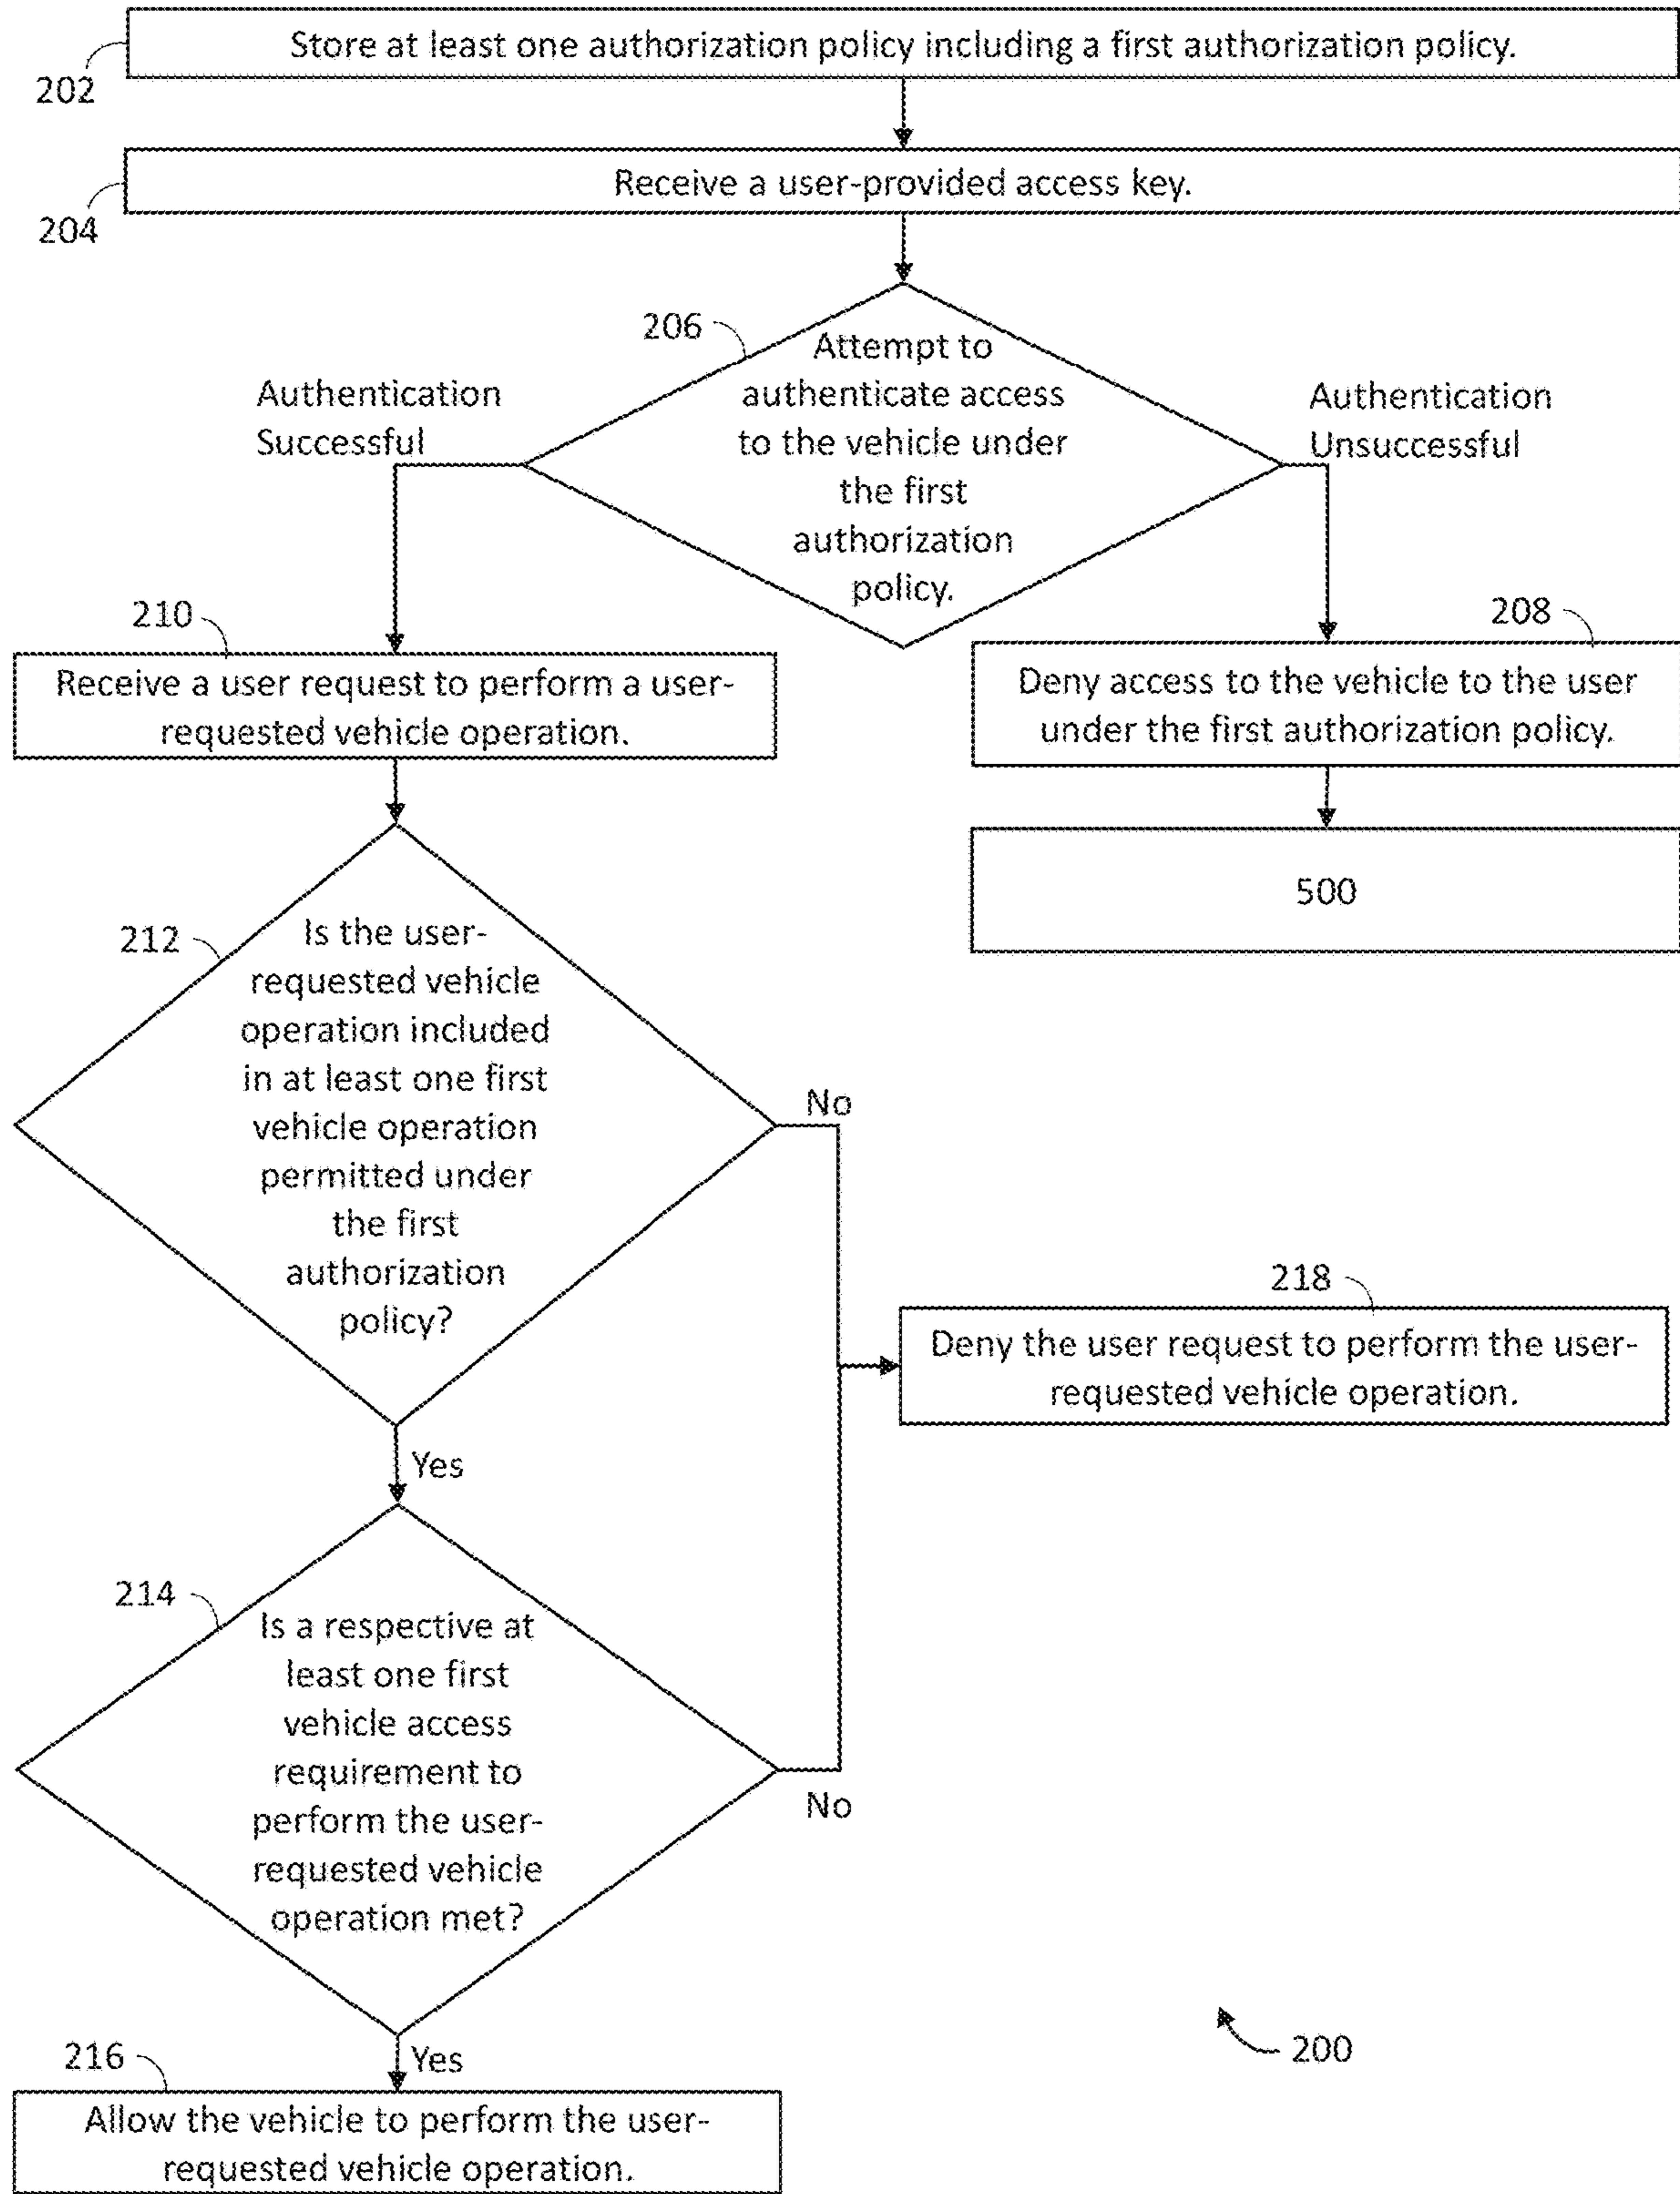 Store at least one authorization policy including a first authorization policy.
202
Receive a user-provided access key.
204
206
Attempt to
authenticate access
to the vehicle under
the first
authorization
policy.
Authentication
Successful
Authentication
Unsuccessful
210
Receive a user request to perform a user-
requested vehicle operation.
208
Deny access to the vehicle to the user
under the first authorization policy.
500
212
Is the user-
requested vehicle
operation included
in at least one first
vehicle operation
permitted under
the first
authorization
policy?
No
218
Deny the user request to perform the user-
requested vehicle operation.
Yes
214
Is a respective at
least one first
vehicle access
requirement to
perform the user-
requested vehicle
operation met?
No
Yes
216
Allow the vehicle to perform the user-
requested vehicle operation.
200